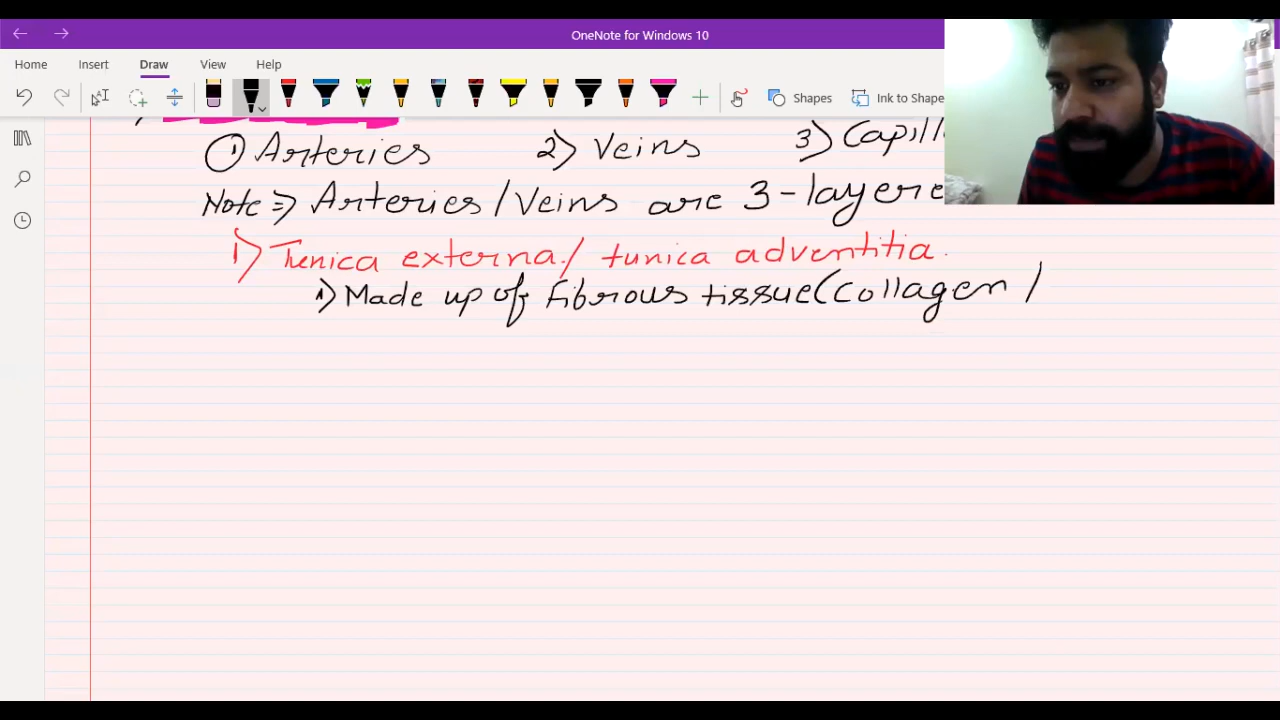 OneNote for Windows 10
Home Insert Draw View Help
Shapes Ink to Shape
1) Arteries 2) Veins 3) Capill
Note ⇒ Arteries / Veins are 3-layere
1) Tunica externa / tunica adventitia.
1) Made up of fibrous tissue (collagen /